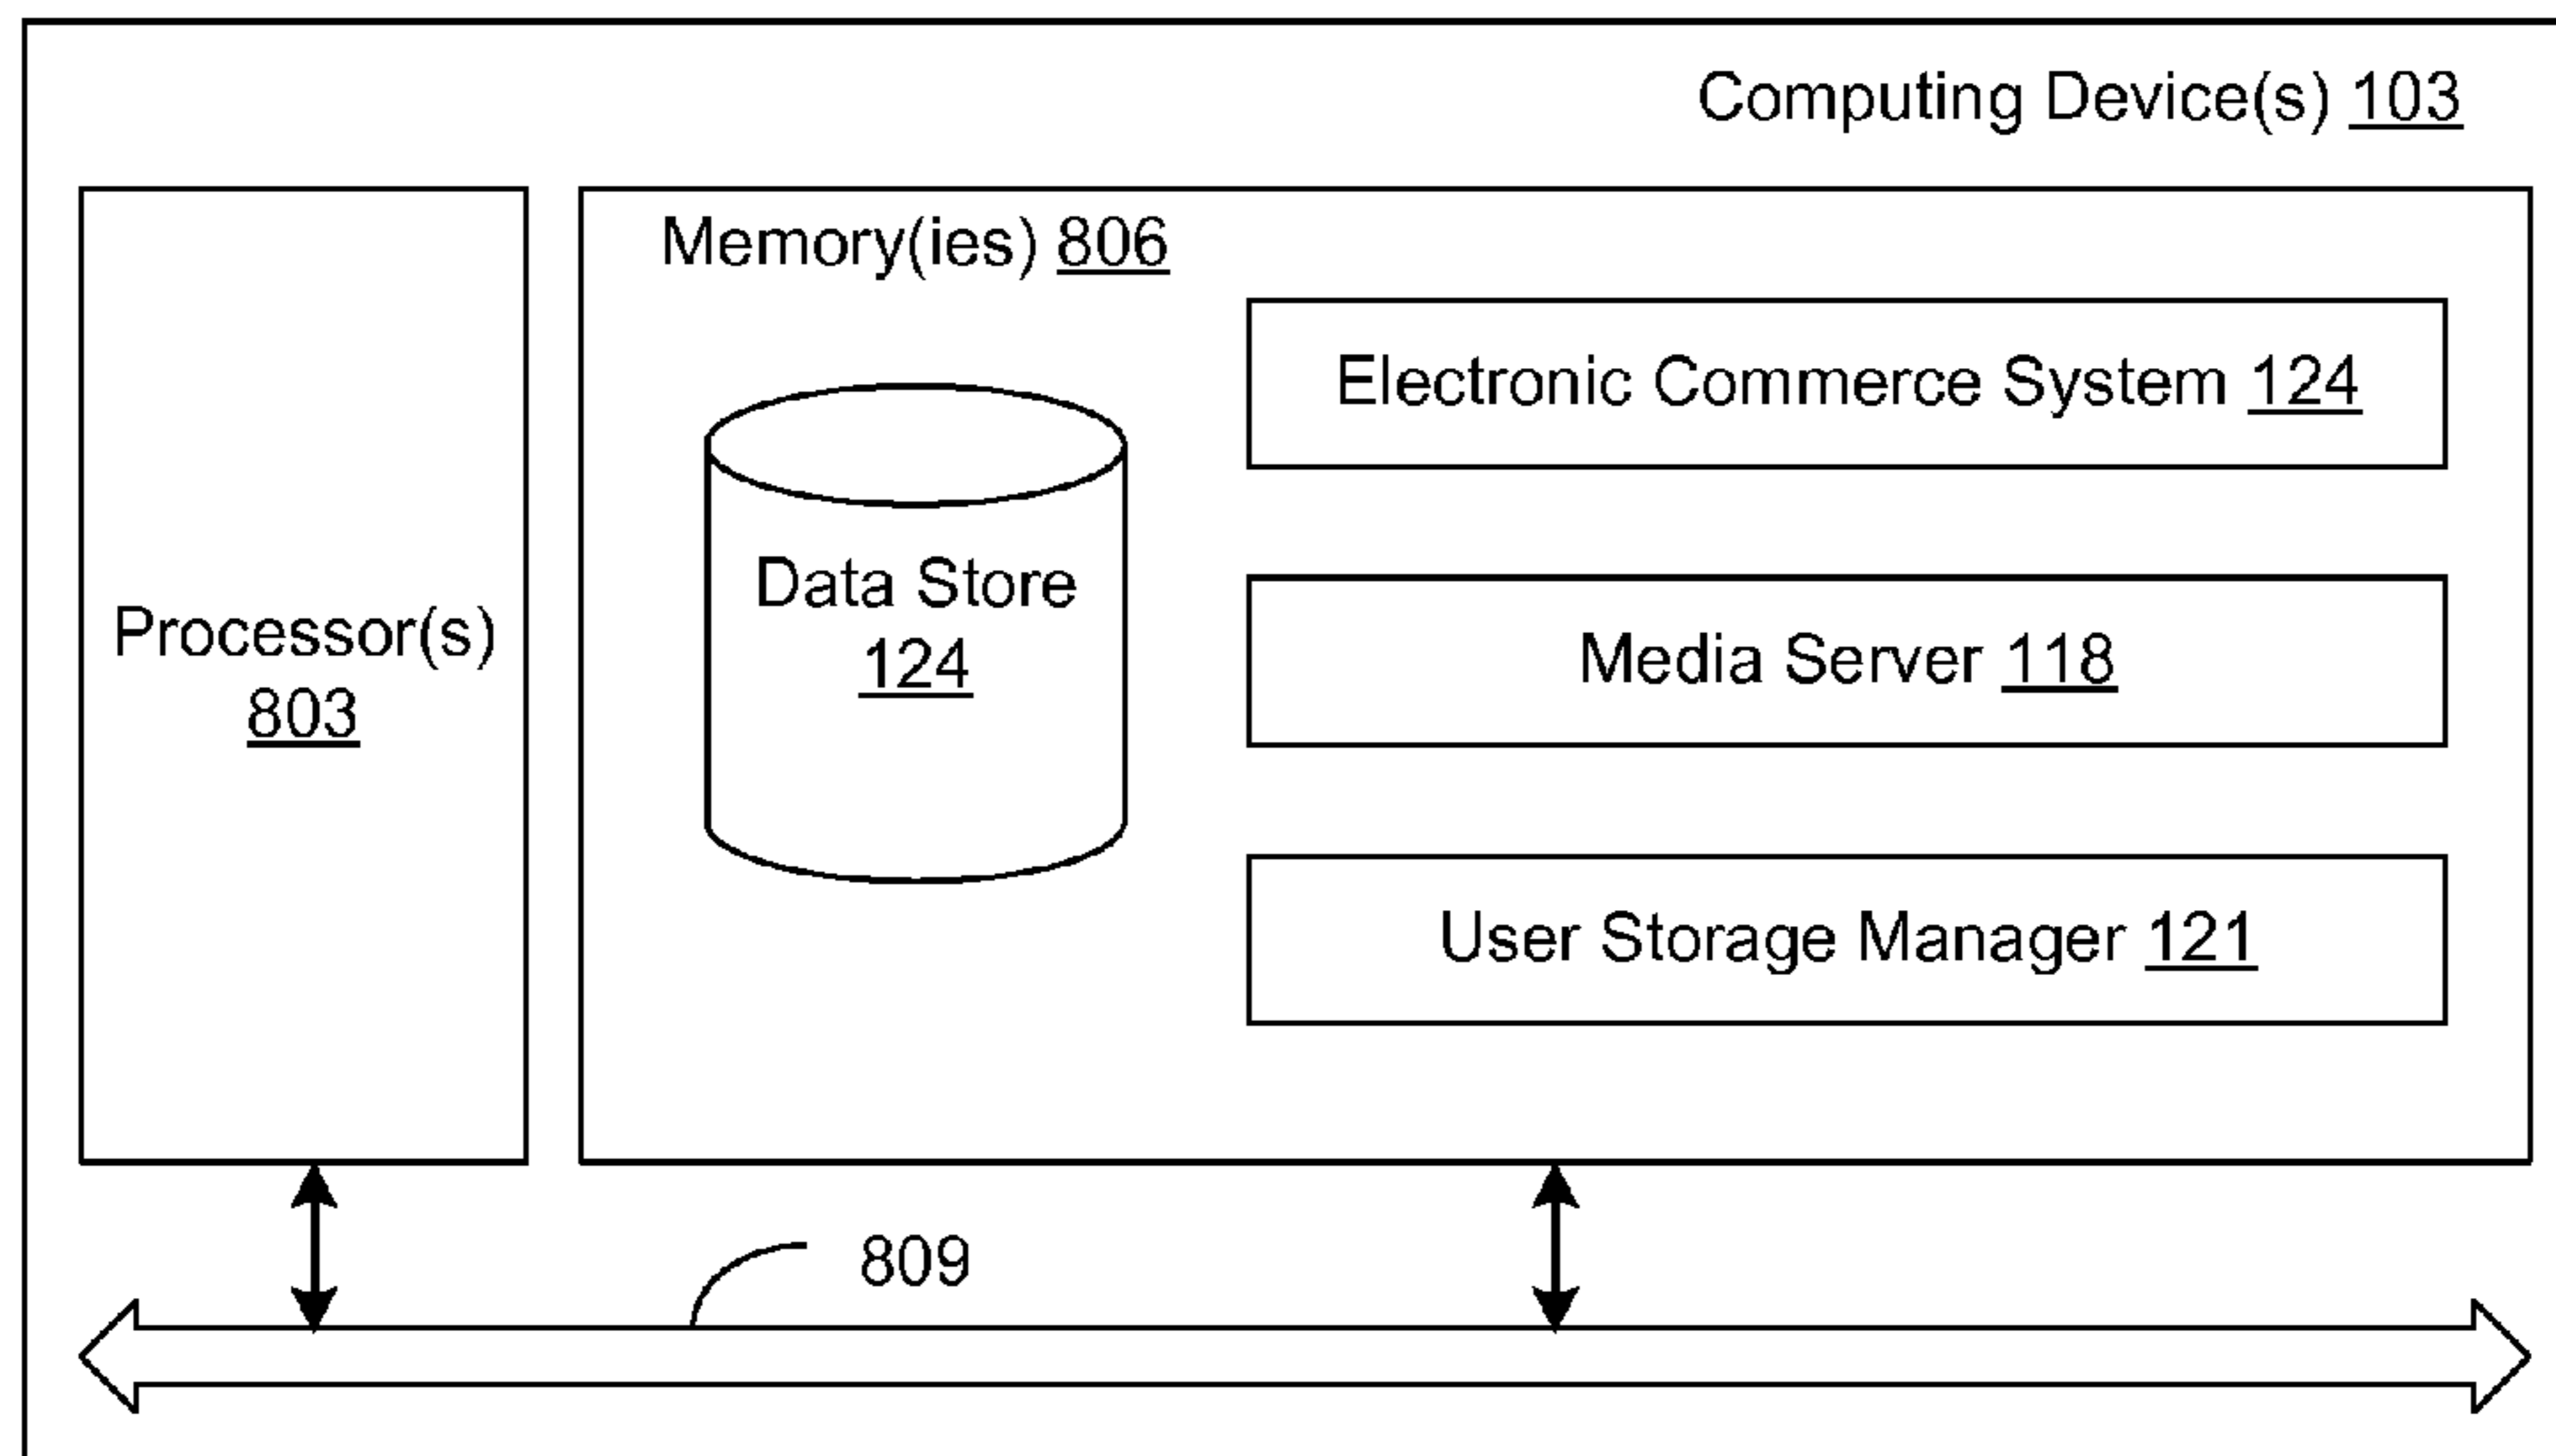 Computing Device(s) 103
Memory(ies) 806
Electronic Commerce System 124
Data Store
124
Media Server 118
Processor(s)
803
User Storage Manager 121
809